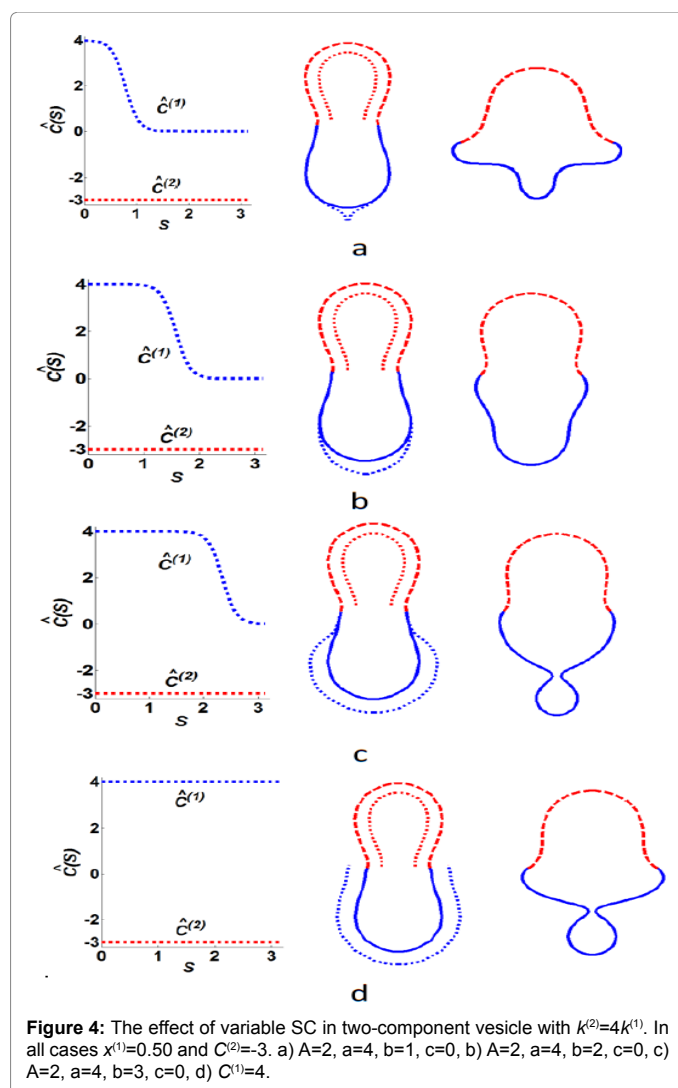 4
2
0
-2
-3
Ĉ(S)
Ĉ⁽¹⁾
Ĉ⁽²⁾
0 1 2 3
S
a
4
2
0
-2
-3
Ĉ(S)
Ĉ⁽¹⁾
Ĉ⁽²⁾
0 1 2 3
S
b
4
2
0
-2
-3
Ĉ(S)
Ĉ⁽¹⁾
Ĉ⁽²⁾
0 1 2 3
S
c
4
2
0
-2
-3
Ĉ(S)
Ĉ⁽¹⁾
Ĉ⁽²⁾
0 1 2 3
S
.
d
Figure 4: The effect of variable SC in two-component vesicle with k⁽²⁾=4k⁽¹⁾. In
all cases x⁽¹⁾=0.50 and C⁽²⁾=-3. a) A=2, a=4, b=1, c=0, b) A=2, a=4, b=2, c=0, c)
A=2, a=4, b=3, c=0, d) C⁽¹⁾=4.